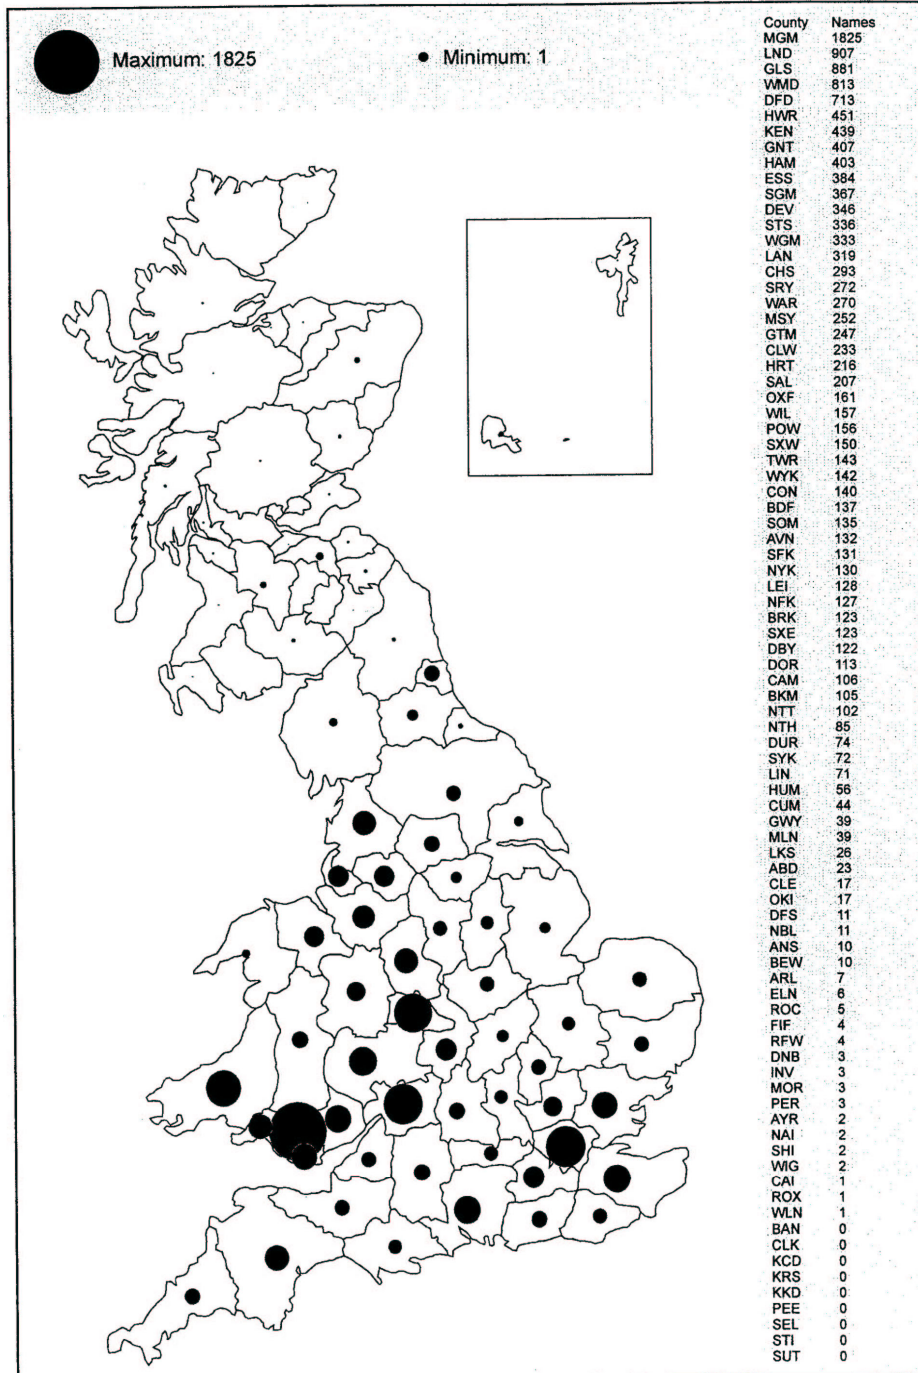 Maximum: 1825
Minimum: 1
County Names
MGM 1825
LND 907
GLS 881
WMD 813
DFD 713
HWR 451
KEN 439
GNT 407
HAM 403
ESS 384
SGM 367
DEV 346
STS 336
WGM 333
LAN 319
CHS 293
SRY 272
WAR 270
MSY 252
GTM 247
CLW 233
HRT 216
SAL 207
OXF 161
WIL 157
POW 156
SXW 150
TWR 143
WYK 142
CON 140
BDF 137
SOM 135
AVN 132
SFK 131
NYK 130
LEI 128
NFK 127
BRK 123
SXE 123
DBY 122
DOR 113
CAM 106
BKM 105
NTT 102
NTH 85
DUR 74
SYK 72
LIN 71
HUM 56
CUM 44
GWY 39
MLN 39
LKS 26
ABD 23
CLE 17
OKI 17
DFS 11
NBL 11
ANS 10
BEW 10
ARL 7
ELN 6
ROC 5
FIF 4
RFW 4
DNB 3
INV 3
MOR 3
PER 3
AYR 2
NAI 2
SHI 2
WIG 2
CAI 1
ROX 1
WLN 1
BAN 0
CLK 0
KCD 0
KRS 0
KKD 0
PEE 0
SEL 0
STI 0
SUT 0